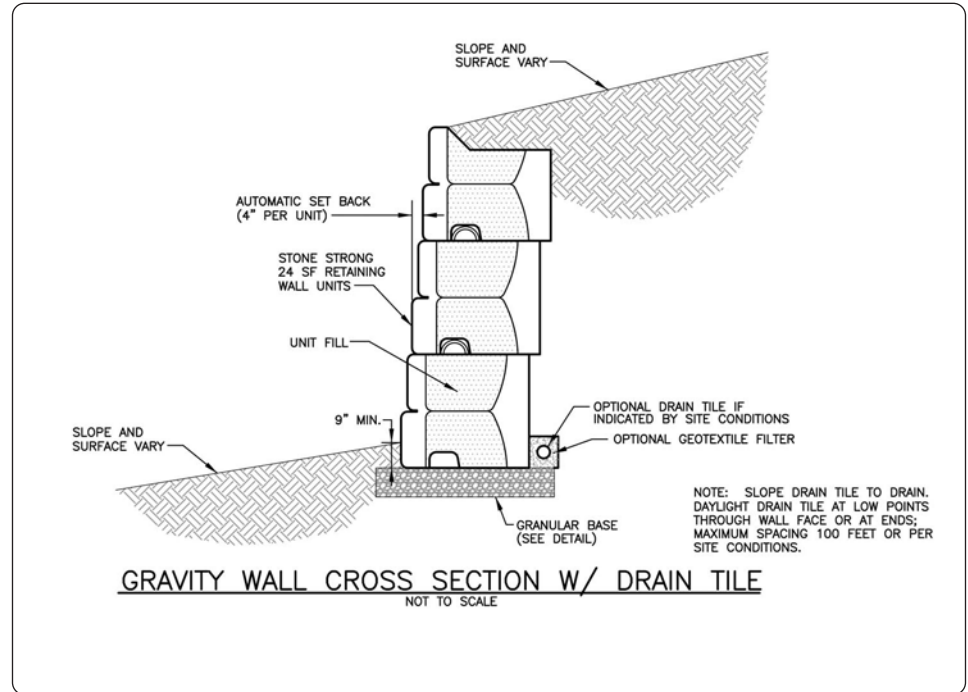 SLOPE AND
SURFACE VARY
AUTOMATIC SET BACK
(4" PER UNIT)
STONE STRONG
24 SF RETAINING
WALL UNITS
UNIT FILL
9" MIN.
SLOPE AND
SURFACE VARY
OPTIONAL DRAIN TILE IF
INDICATED BY SITE CONDITIONS
OPTIONAL GEOTEXTILE FILTER
GRANULAR BASE
(SEE DETAIL)
NOTE: SLOPE DRAIN TILE TO DRAIN.
DAYLIGHT DRAIN TILE AT LOW POINTS
THROUGH WALL FACE OR AT ENDS;
MAXIMUM SPACING 100 FEET OR PER
SITE CONDITIONS.
GRAVITY WALL CROSS SECTION W/ DRAIN TILE
NOT TO SCALE